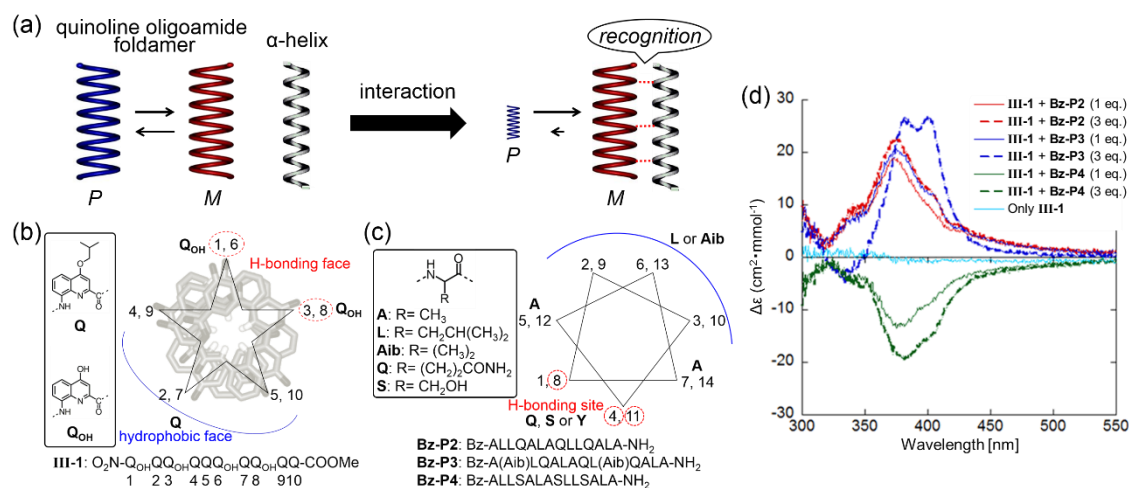 (a)
quinoline oligoamide
foldamer
α-helix
P
M
interaction
recognition
P
M
(b)
O
NH
N
C
O
Q
OH
NH
N
C
O
Q_OH
Q_OH
1, 6
H-bonding face
3, 8
Q_OH
4, 9
2, 7
5, 10
Q
hydrophobic face
III-1: O₂N-Q_OHQQ_OHQQQ_OHQQ_OHQQ-COOMe
1 2 3 4 5 6 7 8 9 10
(c)
H
N
O
C
R
A: R= CH₃
L: R= CH₂CH(CH₃)₂
Aib: R= (CH₃)₂
Q: R= (CH₂)₂CONH₂
S: R= CH₂OH
L or Aib
2, 9
6, 13
A
5, 12
3, 10
1, 8
A
7, 14
H-bonding site
Q, S or Y
4, 11
Bz-P2: Bz-ALLQALAQLLQALA-NH₂
Bz-P3: Bz-A(Aib)LQALAQL(Aib)QALA-NH₂
Bz-P4: Bz-ALLSALASLLSALA-NH₂
(d)
III-1 + Bz-P2 (1 eq.)
III-1 + Bz-P2 (3 eq.)
III-1 + Bz-P3 (1 eq.)
III-1 + Bz-P3 (3 eq.)
III-1 + Bz-P4 (1 eq.)
III-1 + Bz-P4 (3 eq.)
Only III-1
Δε (cm²•mmol⁻¹)
30
20
10
0
-10
-20
-30
300 350 400 450 500 550
Wavelength [nm]